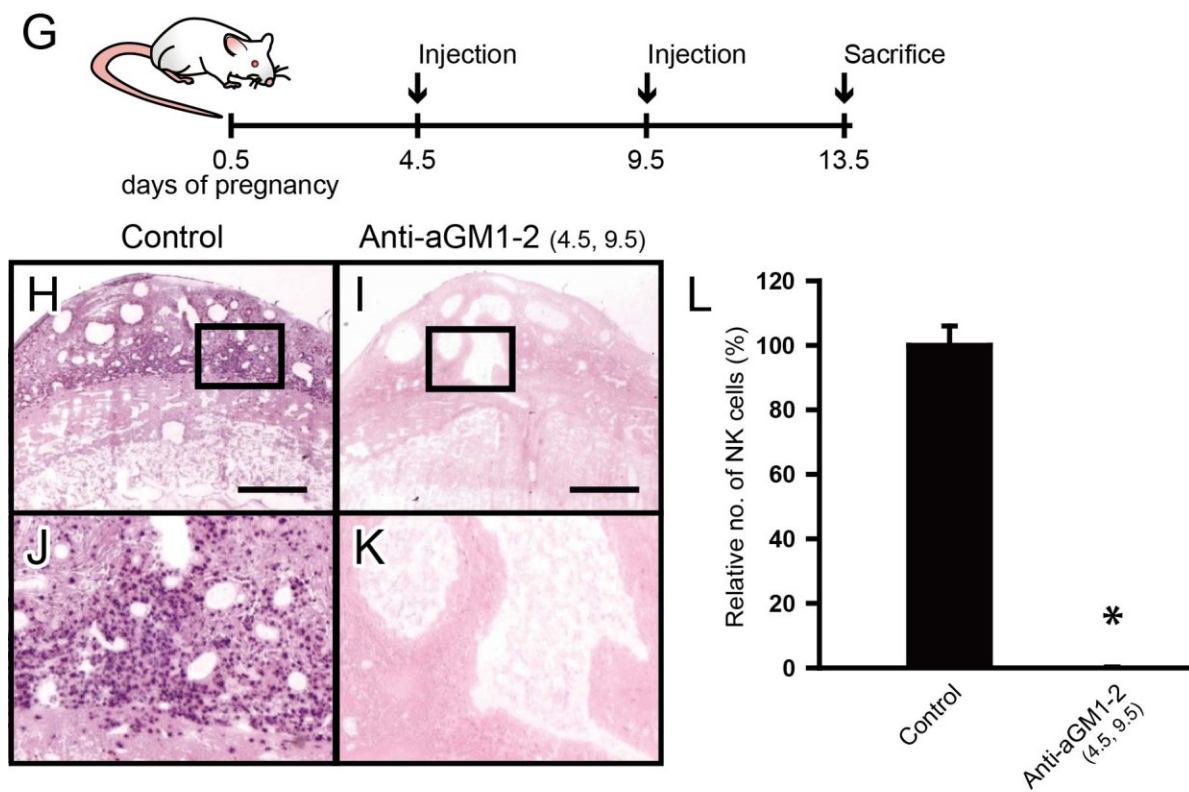 G
Injection Injection Sacrifice
0.5 4.5 9.5 13.5
days of pregnancy
Control Anti-aGM1-2 (4.5, 9.5)
H I
J K
L
Relative no. of NK cells (%)
120
100
80
60
40
20
0
*
Control
Anti-aGM1-2
(4.5, 9.5)